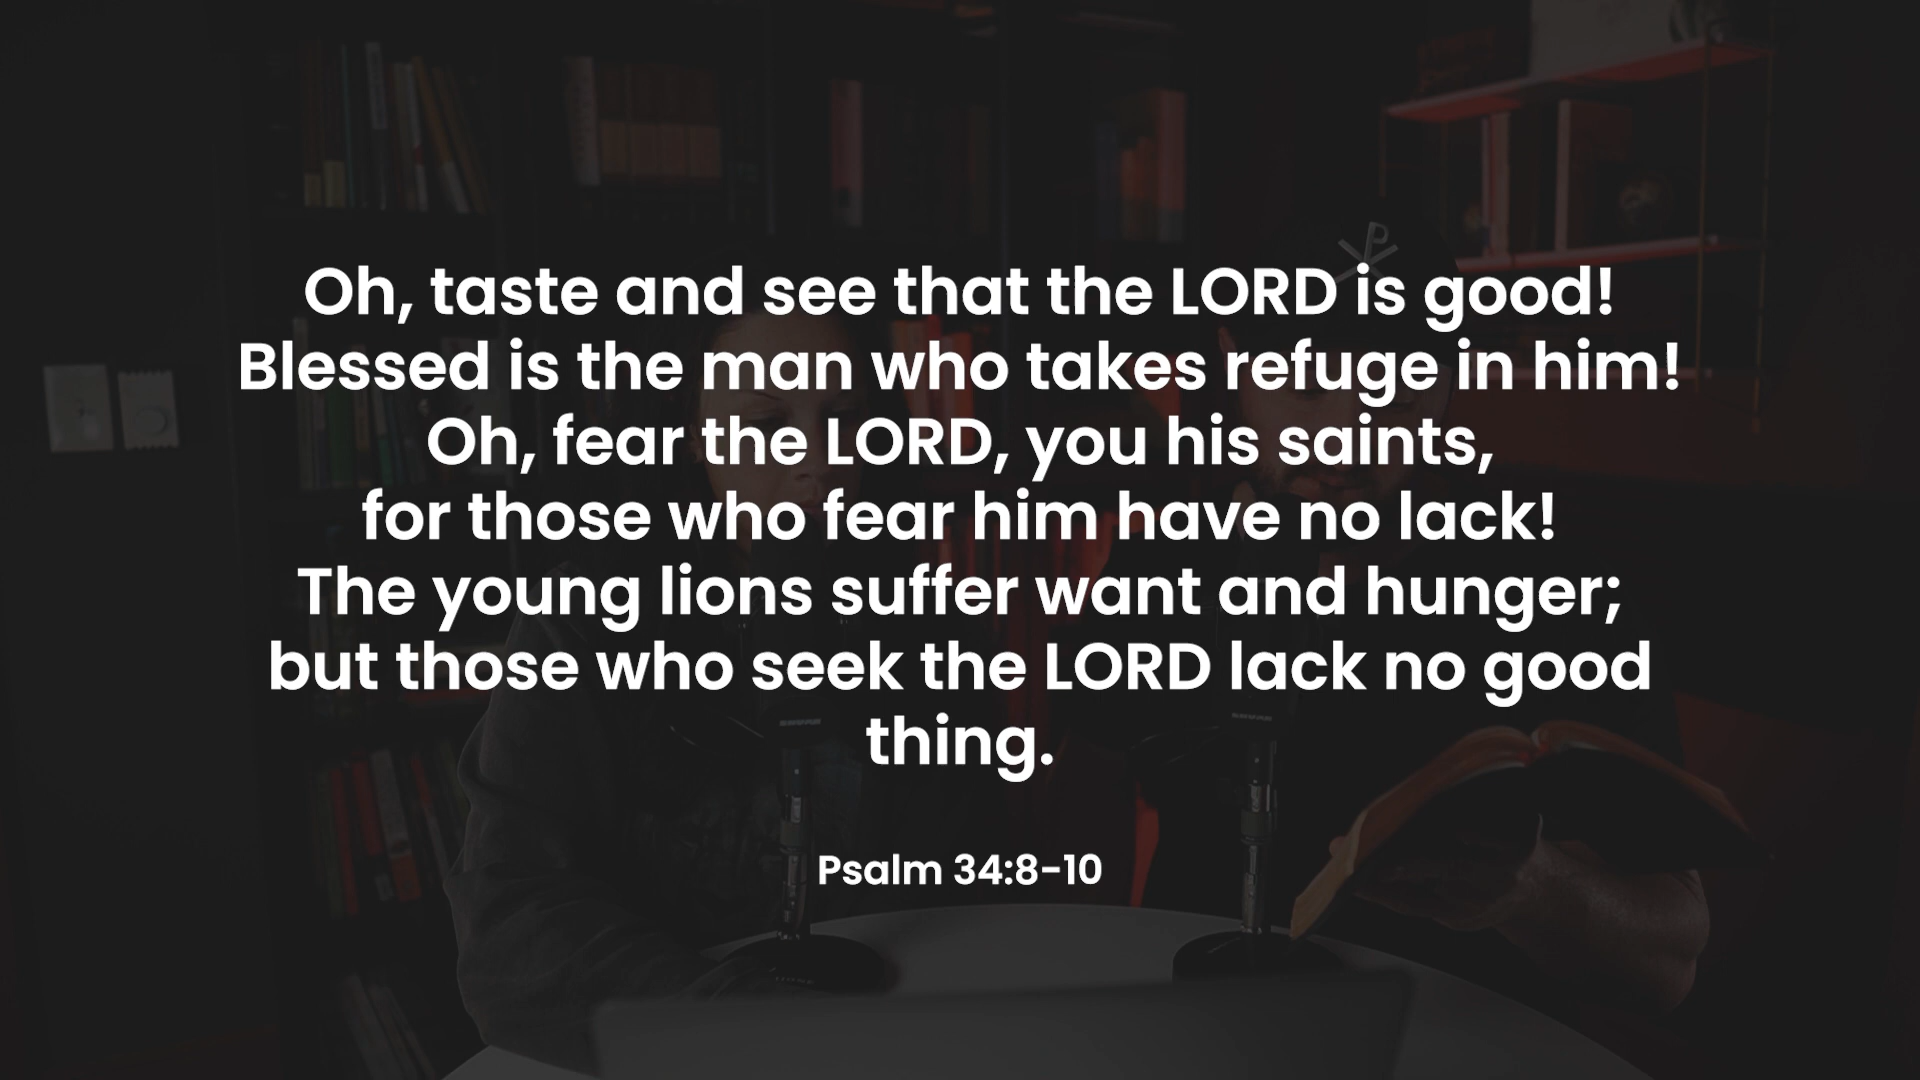 Oh, taste and see that the LORD is good!
Blessed is the man who takes refuge in him!
Oh, fear the LORD, you his saints,
for those who fear him have no lack!
The young lions suffer want and hunger;
but those who seek the LORD lack no good
thing.
Psalm 34:8-10